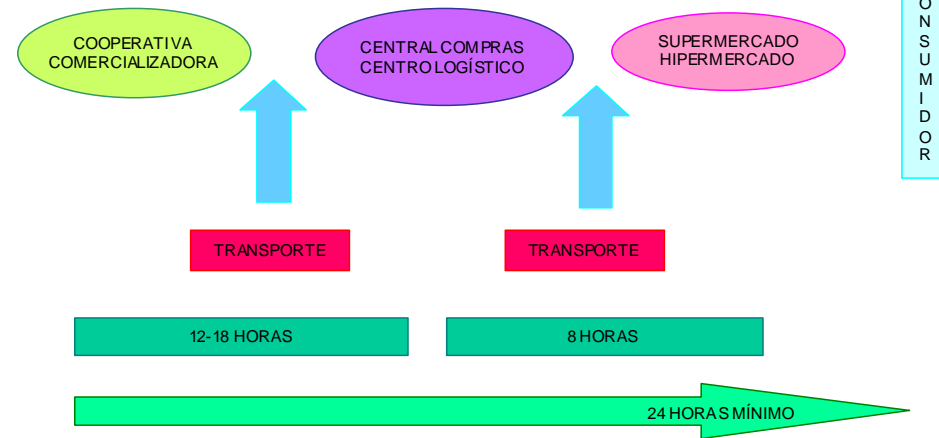 COOPERATIVA
COMERCIALIZADORA
CENTRAL COMPRAS
CENTRO LOGÍSTICO
SUPERMERCADO
HIPERMERCADO
O
N
S
U
M
I
D
O
R
TRANSPORTE
TRANSPORTE
12-18 HORAS
8 HORAS
24 HORAS MÍNIMO